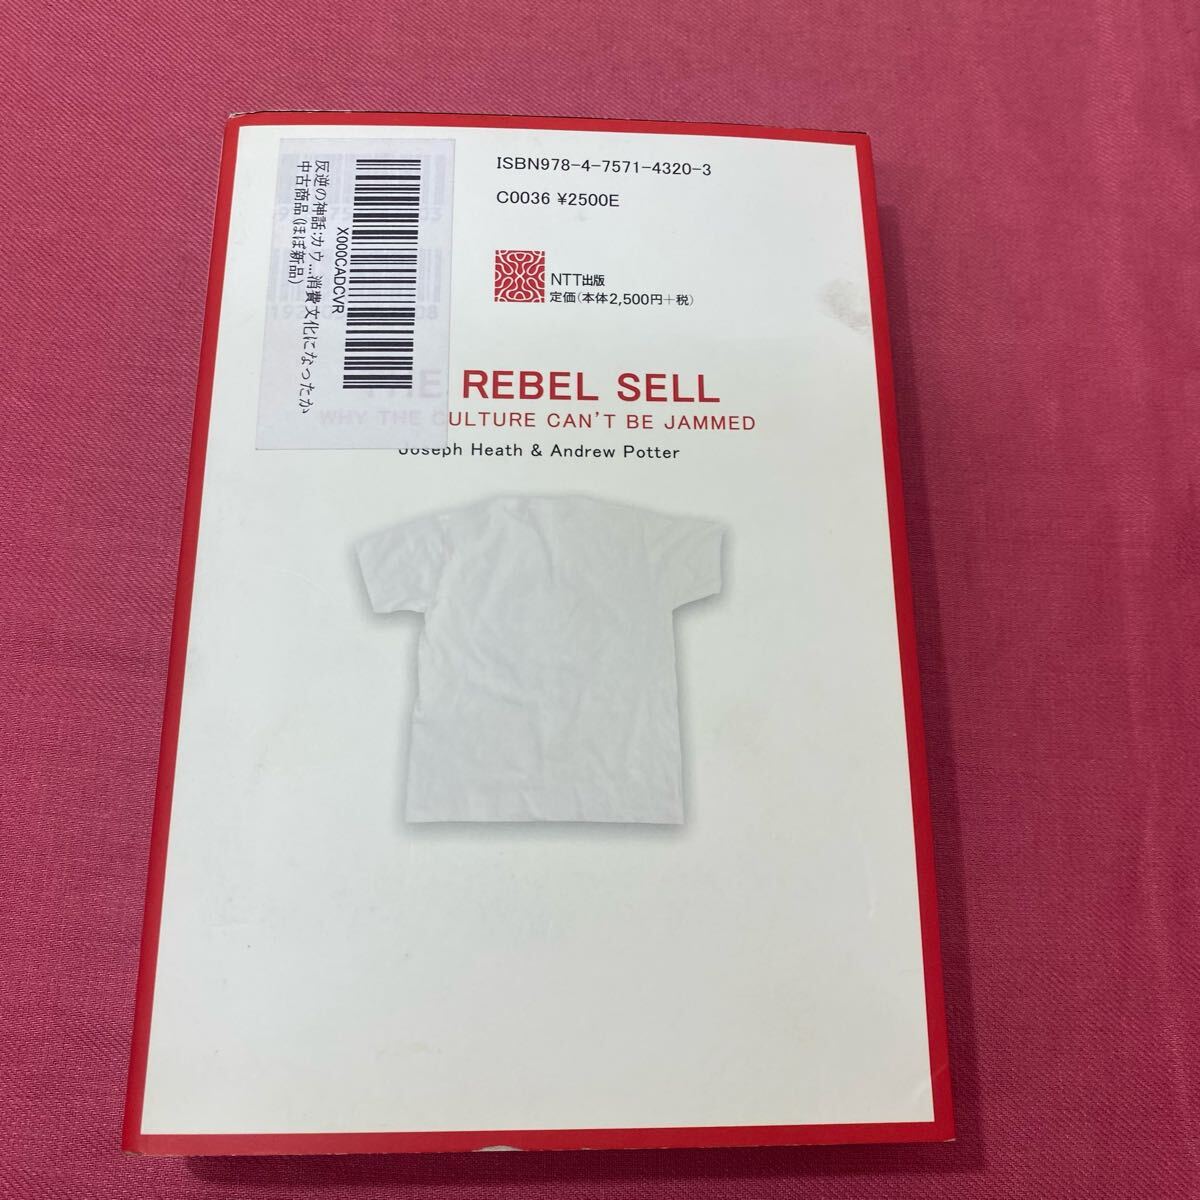 ISBN978-4-7571-4320-3
C0036 ¥2500E
NTT出版
定価(本体2,500円+税)
反逆の神話:カウ...消費文化になったか
中古商品(ほぼ新品)
X000CADCVR
THE REBEL SELL
WHY THE CULTURE CAN'T BE JAMMED
Joseph Heath & Andrew Potter